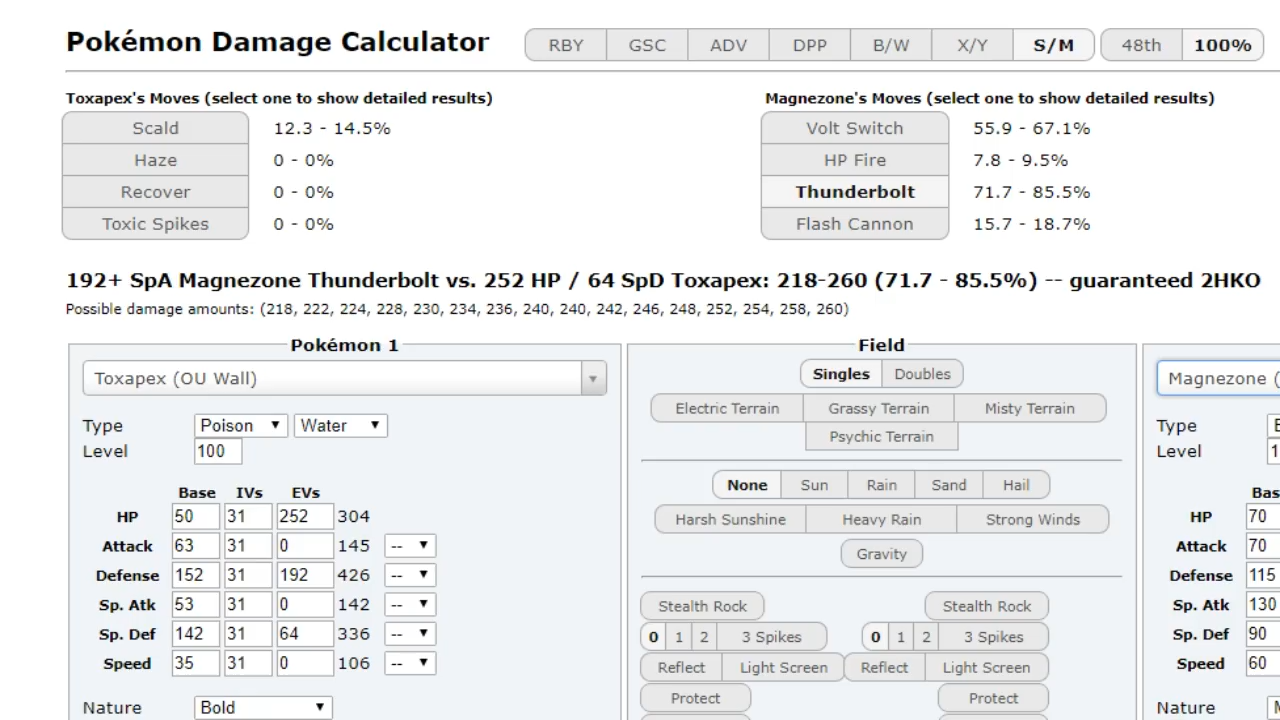 Pokémon Damage Calculator
RBY GSC ADV DPP B/W X/Y S/M 48th 100%
Toxapex's Moves (select one to show detailed results)
Scald 12.3 - 14.5%
Haze 0 - 0%
Recover 0 - 0%
Toxic Spikes 0 - 0%
Magnezone's Moves (select one to show detailed results)
Volt Switch 55.9 - 67.1%
HP Fire 7.8 - 9.5%
Thunderbolt 71.7 - 85.5%
Flash Cannon 15.7 - 18.7%
192+ SpA Magnezone Thunderbolt vs. 252 HP / 64 SpD Toxapex: 218-260 (71.7 - 85.5%) -- guaranteed 2HKO
Possible damage amounts: (218, 222, 224, 228, 230, 234, 236, 240, 240, 242, 246, 248, 252, 254, 258, 260)
Pokémon 1
Toxapex (OU Wall)
Type Poison Water
Level 100
Base IVs EVs
HP 50 31 252 304
Attack 63 31 0 145 --
Defense 152 31 192 426 --
Sp. Atk 53 31 0 142 --
Sp. Def 142 31 64 336 --
Speed 35 31 0 106 --
Nature Bold
Field
Singles Doubles
Electric Terrain Grassy Terrain Misty Terrain
Psychic Terrain
None Sun Rain Sand Hail
Harsh Sunshine Heavy Rain Strong Winds
Gravity
Stealth Rock Stealth Rock
0 1 2 3 Spikes 0 1 2 3 Spikes
Reflect Light Screen Reflect Light Screen
Protect Protect
Magnezone (
Type
Level 1
Bas
HP 70
Attack 70
Defense 115
Sp. Atk 130
Sp. Def 90
Speed 60
Nature